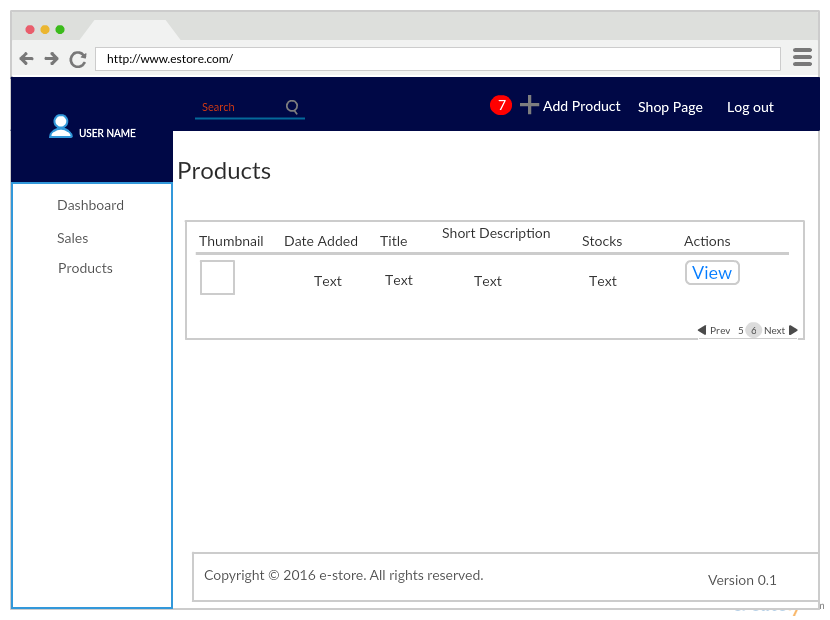 http://www.estore.com/
Search
7
Add Product
Shop Page
Log out
USER NAME
Products
Dashboard
Sales
Products
Thumbnail Date Added Title Short Description Stocks Actions
Text Text Text Text View
Prev 5 6 Next
Copyright © 2016 e-store. All rights reserved.
Version 0.1